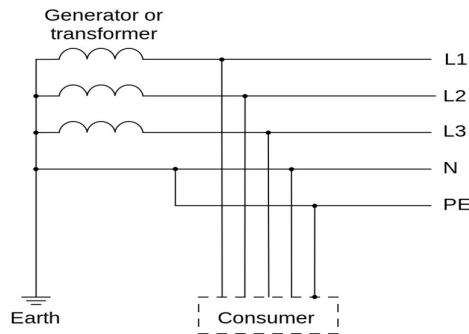 Generator or
transformer
L1
L2
L3
N
PE
Earth
Consumer